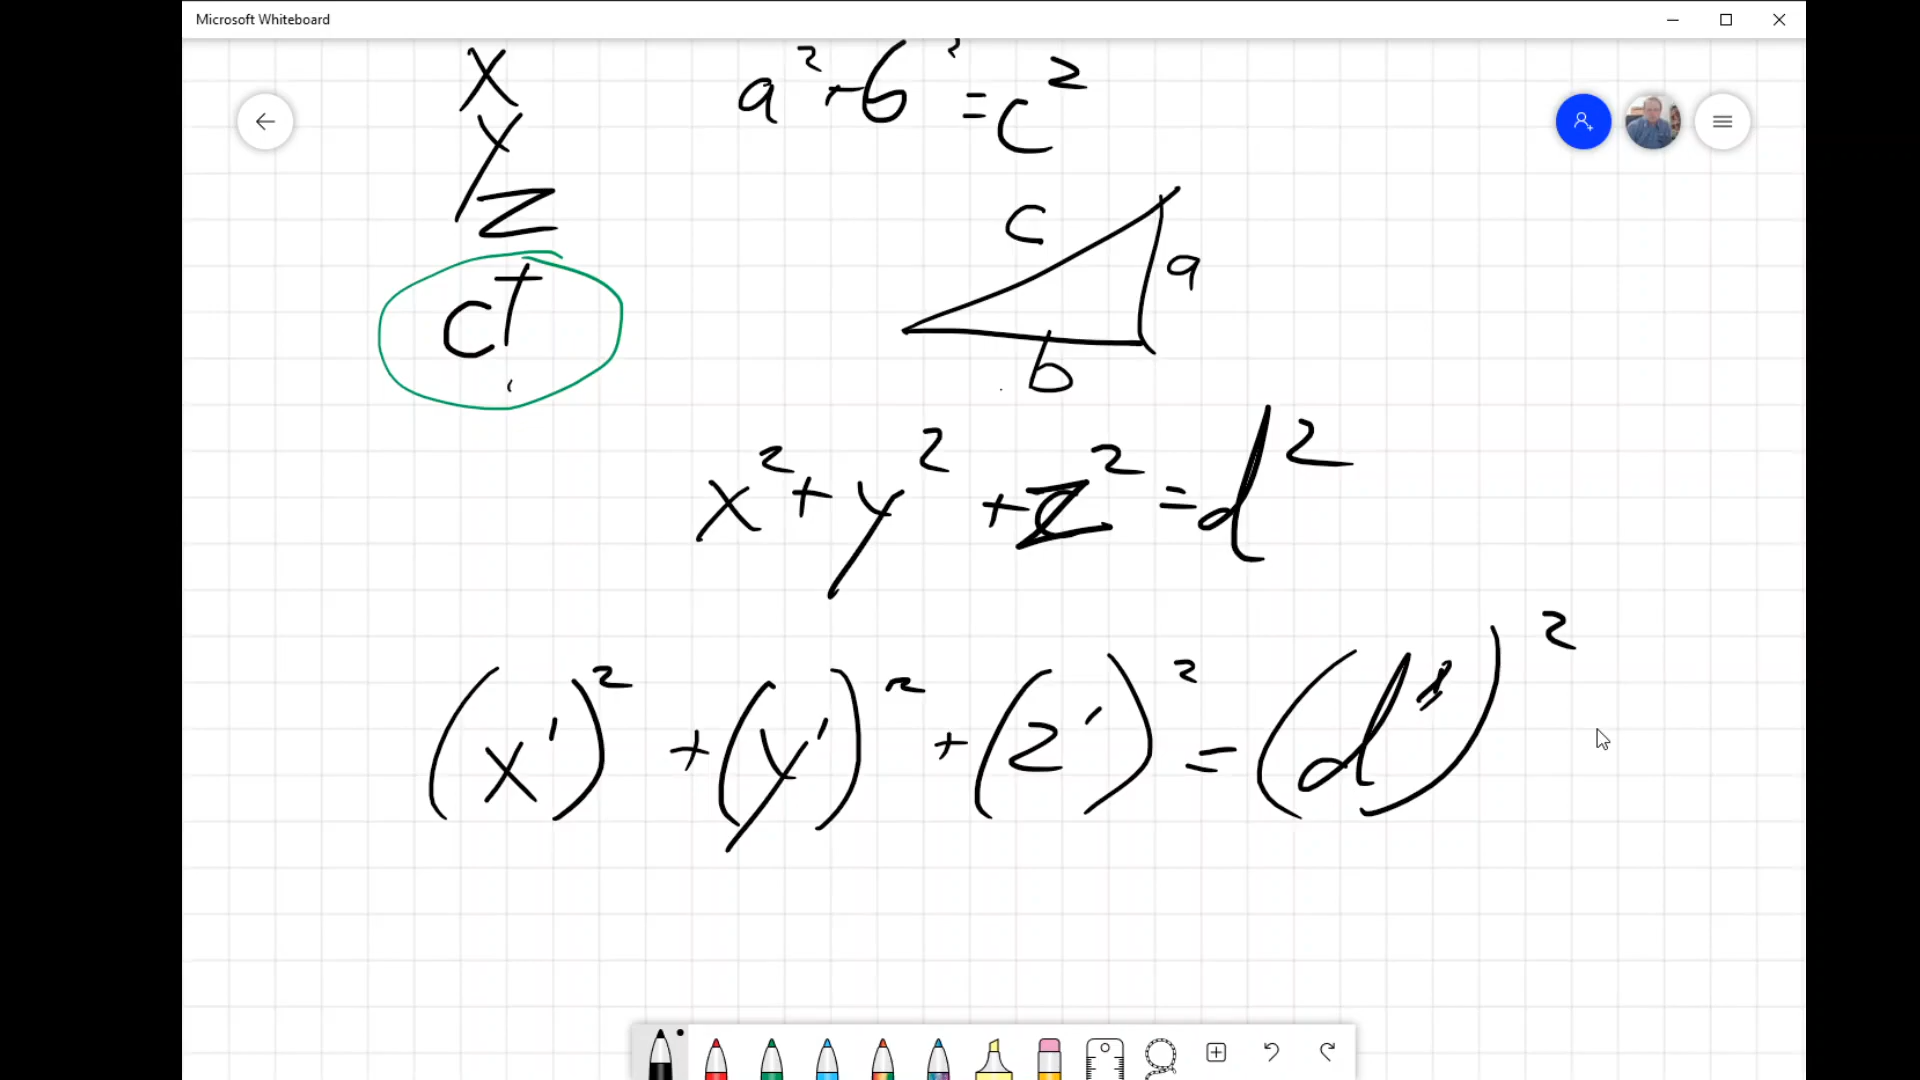 Microsoft Whiteboard
x
y
z
cT
a² + b² = c²
c
a
b
x² + y² + z² = d²
(x')² + (y')² + (z')² = (d')²